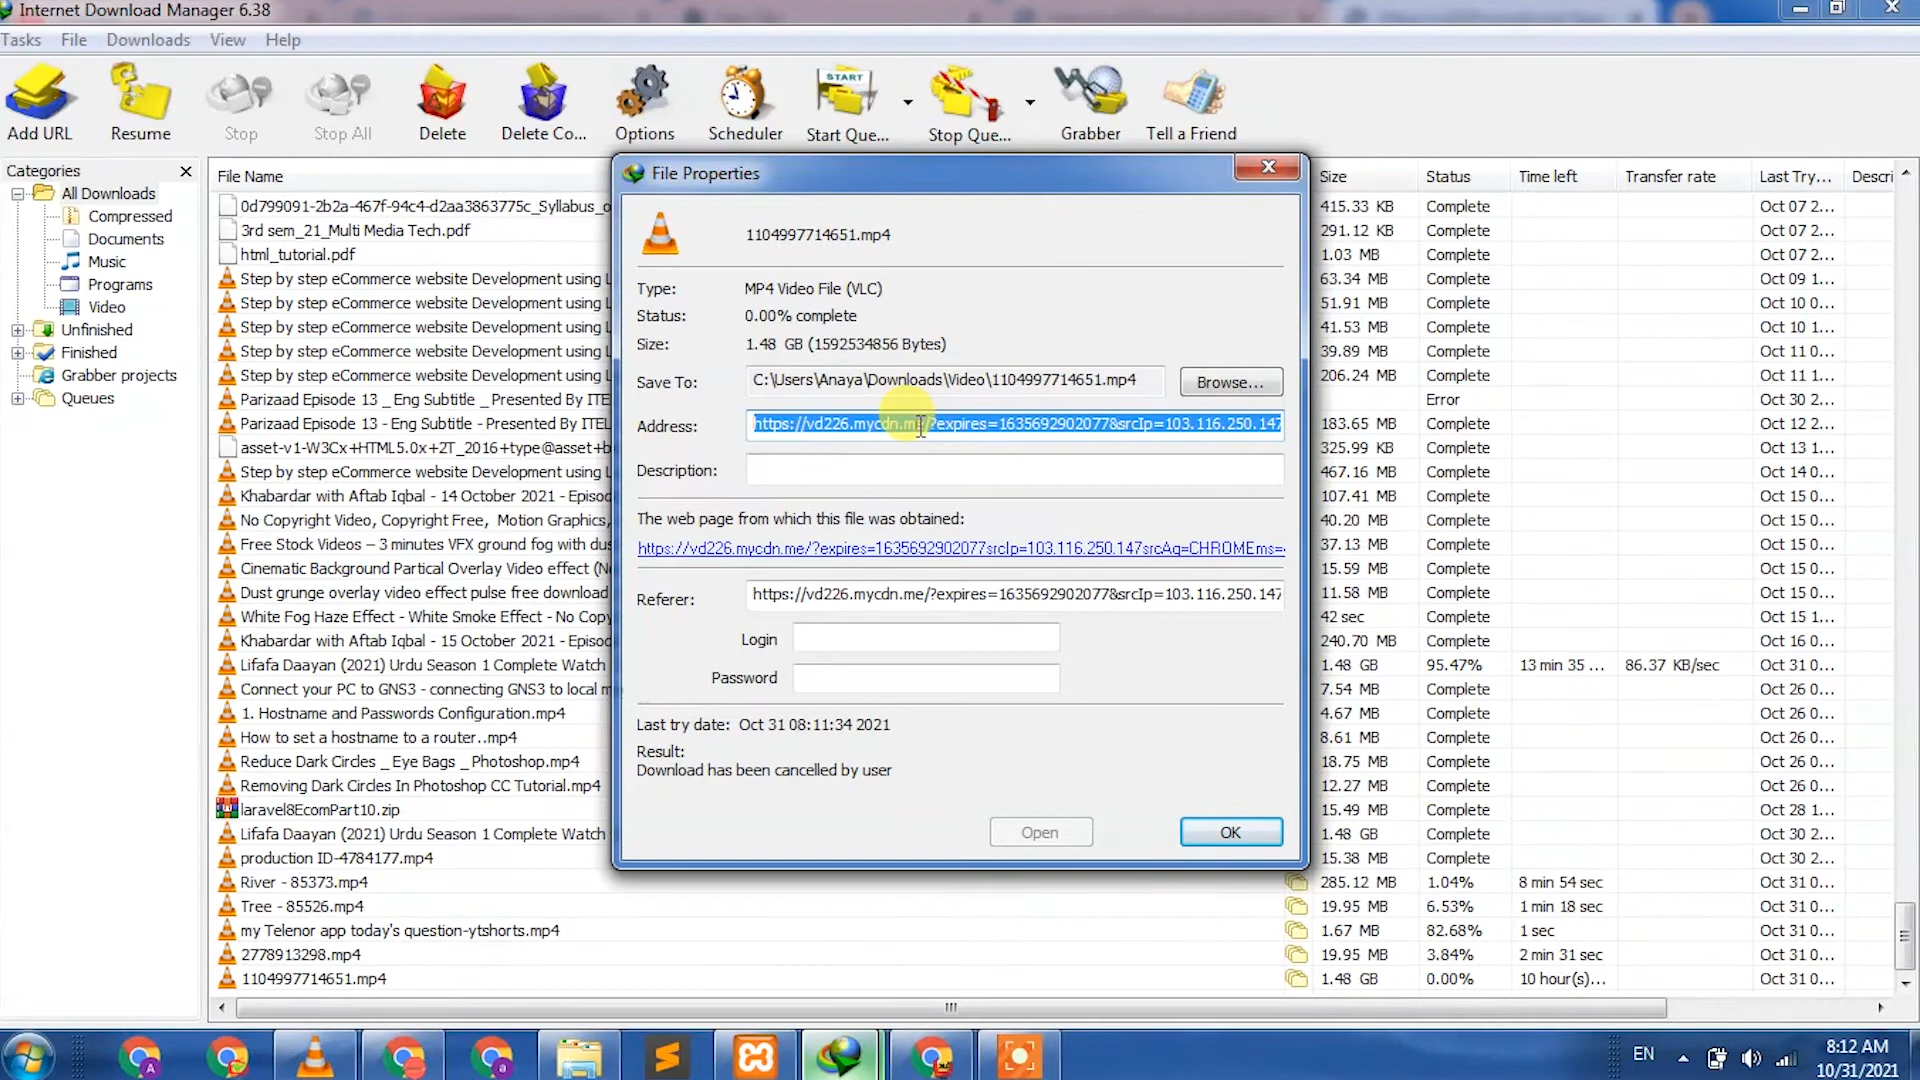 Internet Download Manager 6.38
Tasks File Downloads View Help
Add URL Resume Stop Stop All Delete Delete Co... Options Scheduler Start Que... Stop Que... Grabber Tell a Friend
START
Categories
All Downloads
Compressed
Documents
Music
Programs
Video
Unfinished
Finished
Grabber projects
Queues
File Name Size Status Time left Transfer rate Last Try... Descri
0d799091-2b2a-467f-94c4-d2aa3863775c_Syllabus_o 415.33 KB Complete Oct 07 2...
3rd sem_21_Multi Media Tech.pdf 291.12 KB Complete Oct 07 2...
html_tutorial.pdf 1.03 MB Complete Oct 07 2...
Step by step eCommerce website Development using L 63.34 MB Complete Oct 09 1...
Step by step eCommerce website Development using L 51.91 MB Complete Oct 10 0...
Step by step eCommerce website Development using L 41.53 MB Complete Oct 10 1...
Step by step eCommerce website Development using L 39.89 MB Complete Oct 11 0...
Step by step eCommerce website Development using L 206.24 MB Complete Oct 11 1...
Parizaad Episode 13 _ Eng Subtitle _ Presented By ITEL Error Oct 30 2...
Parizaad Episode 13 - Eng Subtitle - Presented By ITEL 183.65 MB Complete Oct 12 0...
asset-v1-W3Cx+HTML5.0x+2T_2016+type@asset+b 325.99 KB Complete Oct 13 1...
Step by step eCommerce website Development using L 467.16 MB Complete Oct 14 0...
Khabardar with Aftab Iqbal - 14 October 2021 - Episod 107.41 MB Complete Oct 15 0...
No Copyright Video, Copyright Free, Motion Graphics, 40.20 MB Complete Oct 15 0...
Free Stock Videos – 3 minutes VFX ground fog with dus 37.13 MB Complete Oct 15 0...
Cinematic Background Partical Overlay Video effect (No 15.59 MB Complete Oct 15 0...
Dust grunge overlay video effect pulse free download 11.58 MB Complete Oct 15 0...
White Fog Haze Effect - White Smoke Effect - No Copy 42 sec Complete Oct 15 1...
Khabardar with Aftab Iqbal - 15 October 2021 - Episod 240.70 MB Complete Oct 16 0...
Lifafa Daayan (2021) Urdu Season 1 Complete Watch 1.48 GB 95.47% 13 min 35 ... 86.37 KB/sec Oct 31 0...
Connect your PC to GNS3 - connecting GNS3 to local m 7.54 MB Complete Oct 26 0...
1. Hostname and Passwords Configuration.mp4 4.67 MB Complete Oct 26 0...
How to set a hostname to a router..mp4 8.61 MB Complete Oct 26 0...
Reduce Dark Circles _ Eye Bags _ Photoshop.mp4 18.75 MB Complete Oct 26 0...
Removing Dark Circles In Photoshop CC Tutorial.mp4 12.27 MB Complete Oct 26 0...
laravel8EcomPart10.zip 15.49 MB Complete Oct 28 1...
Lifafa Daayan (2021) Urdu Season 1 Complete Watch 1.48 GB Complete Oct 30 2...
production ID-4784177.mp4 15.38 MB Complete Oct 30 2...
River - 85373.mp4 285.12 MB 1.04% 8 min 54 sec Oct 31 0...
Tree - 85526.mp4 19.95 MB 6.53% 1 min 18 sec Oct 31 0...
my Telenor app today's question-ytshorts.mp4 1.67 MB 82.68% 1 sec Oct 31 0...
2778913298.mp4 19.95 MB 3.84% 2 min 31 sec Oct 31 0...
1104997714651.mp4 1.48 GB 0.00% 10 hour(s)... Oct 31 0...
File Properties
1104997714651.mp4
Type: MP4 Video File (VLC)
Status: 0.00% complete
Size: 1.48 GB (1592534856 Bytes)
Save To: C:\Users\Anaya\Downloads\Video\1104997714651.mp4 Browse...
Address: https://vd226.mycdn.me/?expires=1635692902077&srcIp=103.116.250.147
Description:
The web page from which this file was obtained:
https://vd226.mycdn.me/?expires=1635692902077srcIp=103.116.250.147srcAg=CHROMEms=
Referer: https://vd226.mycdn.me/?expires=1635692902077&srcIp=103.116.250.147
Login
Password
Last try date: Oct 31 08:11:34 2021
Result:
Download has been cancelled by user
Open OK
EN 8:12 AM
10/31/2021